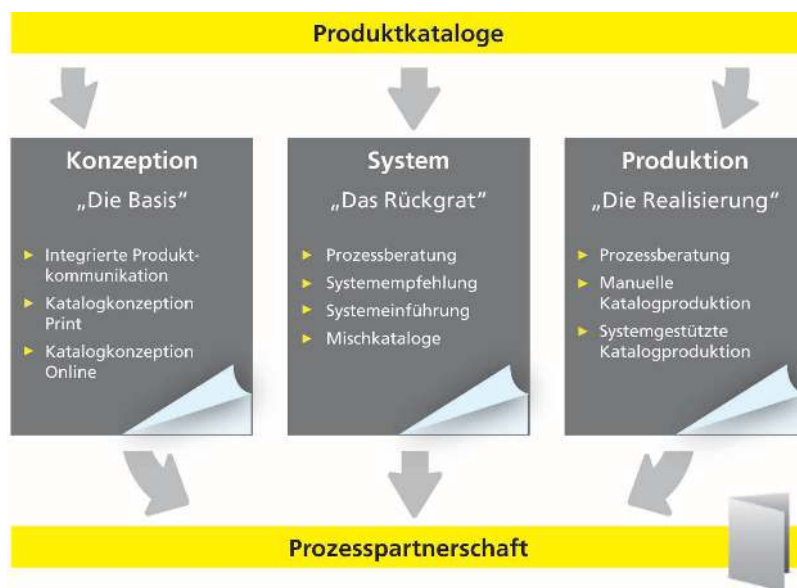 Produktkataloge
Konzeption
„Die Basis“
Integrierte Produkt-
kommunikation
Katalogkonzeption
Print
Katalogkonzeption
Online
System
„Das Rückgrat“
Prozessberatung
Systemempfehlung
Systemeinführung
Mischkataloge
Produktion
„Die Realisierung“
Prozessberatung
Manuelle
Katalogproduktion
Systemgestützte
Katalogproduktion
Prozesspartnerschaft